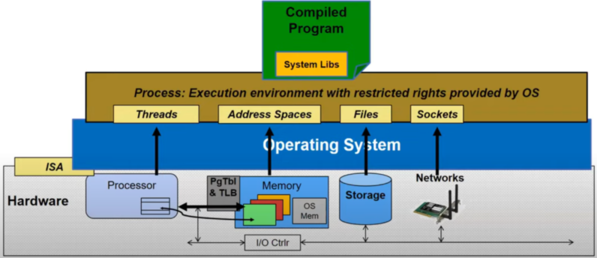 Compiled
Program
System Libs
Process: Execution environment with restricted rights provided by OS
Threads
Address Spaces
Files
Sockets
Operating System
ISA
Hardware
Processor
PgTbl
& TLB
Memory
OS
Mem
Storage
Networks
I/O Ctrlr